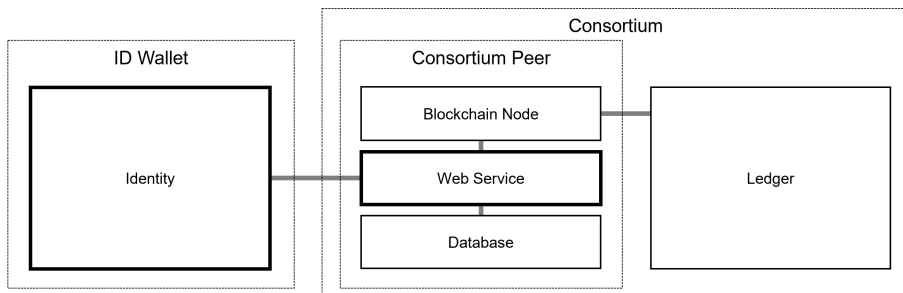 Consortium
ID Wallet
Consortium Peer
Blockchain Node
Identity
Web Service
Ledger
Database